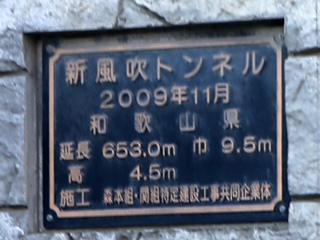 新風吹トンネル
2009年11月
和歌山県
延長 653.0m 巾 9.5m
高 4.5m
施工 森本組・関組特定建設工事共同企業体